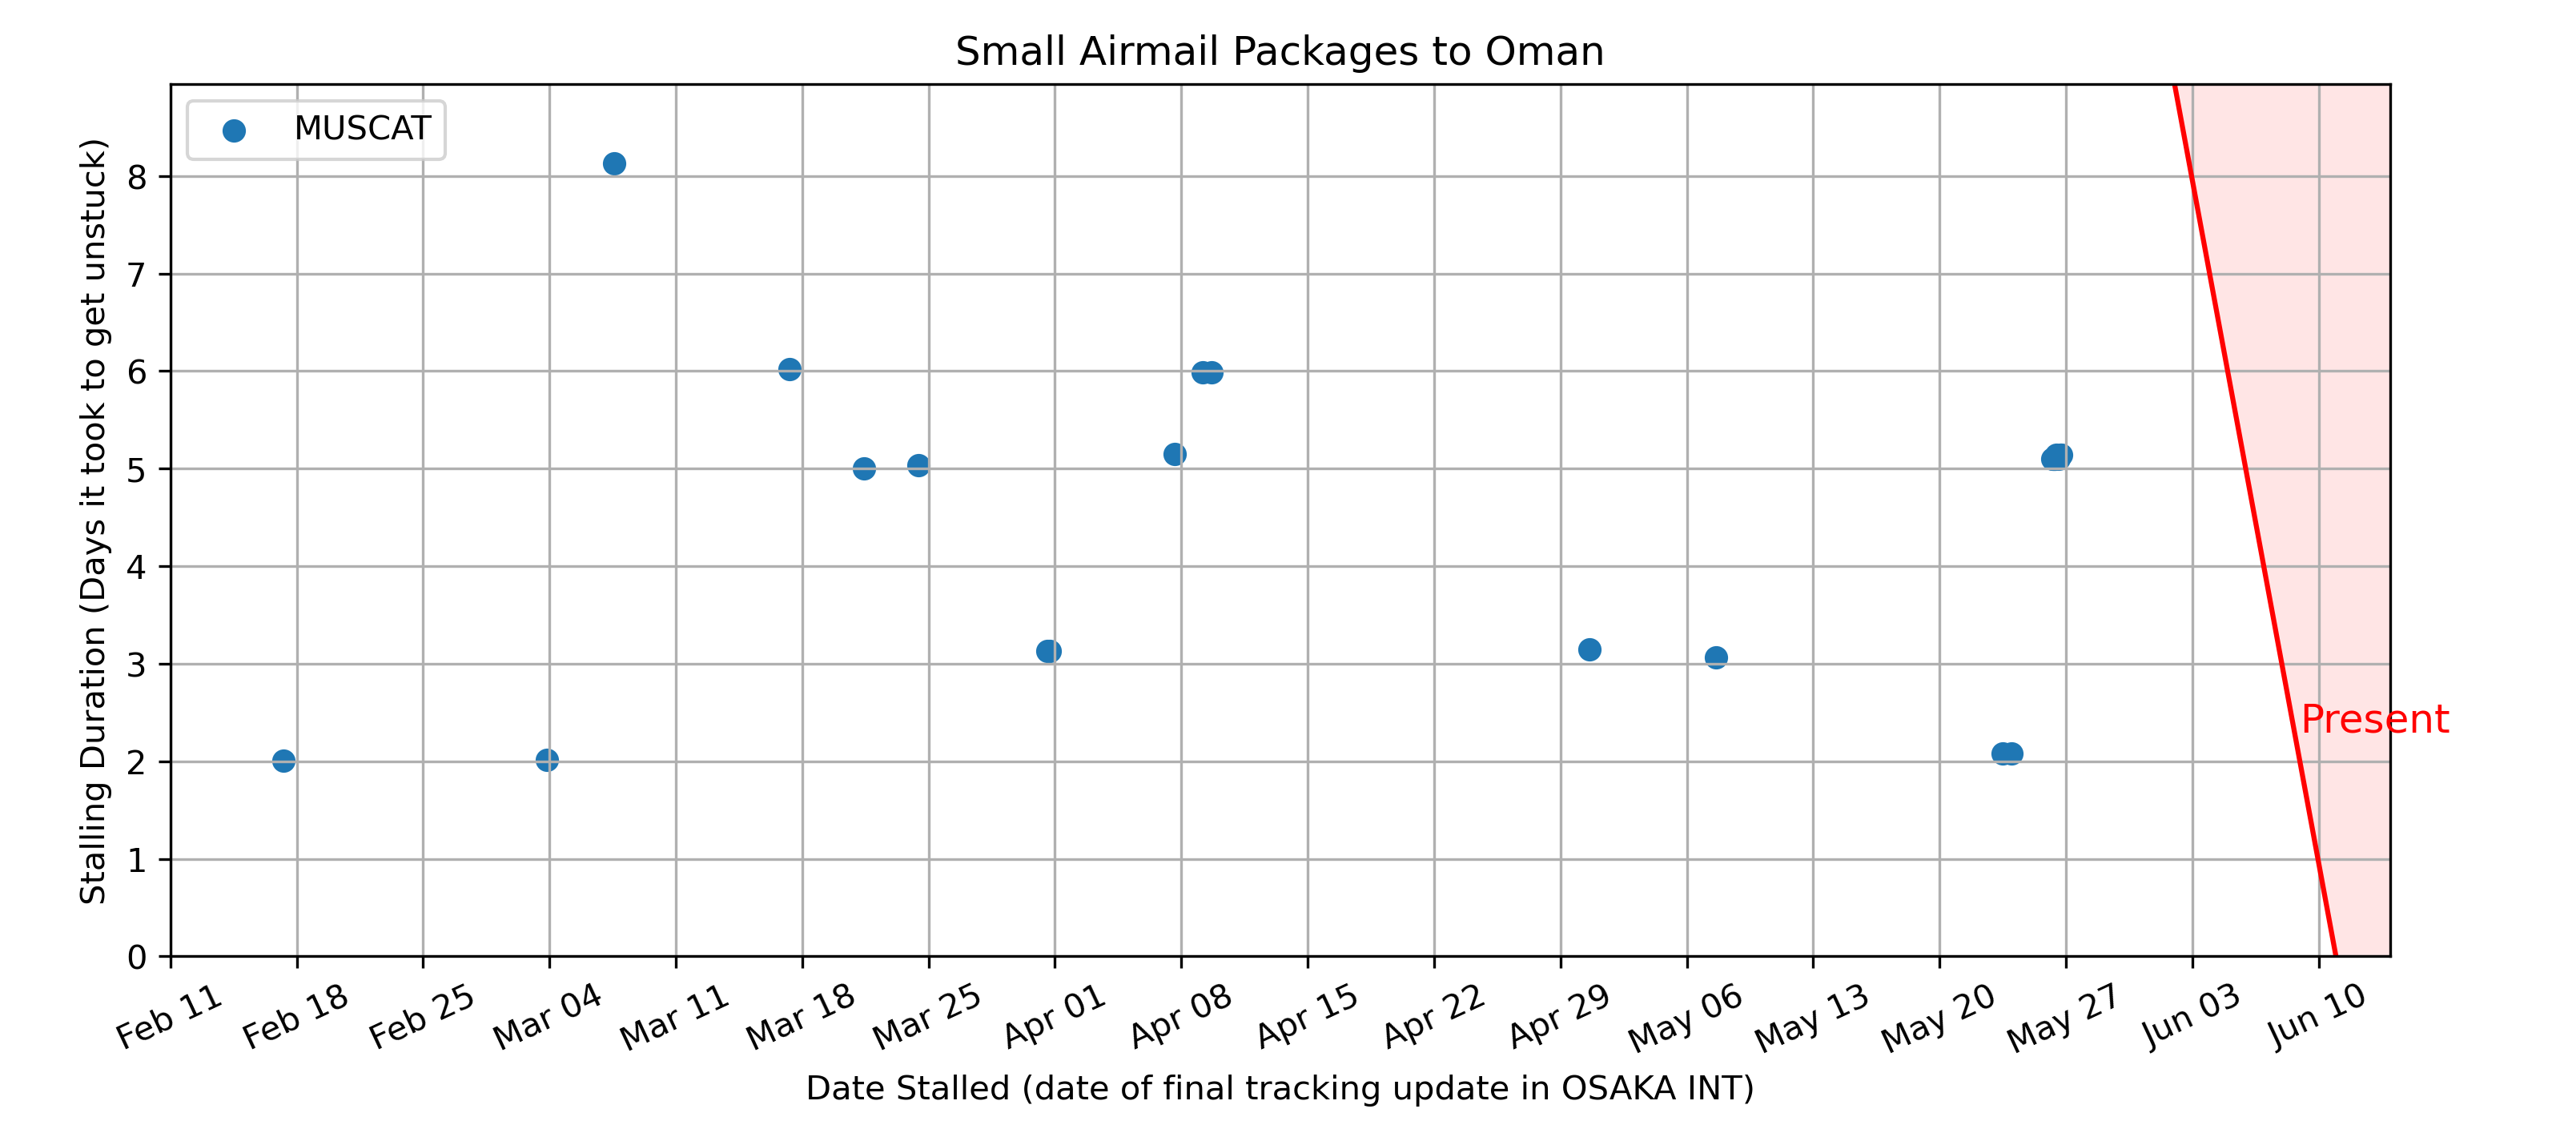 Small Airmail Packages to Oman
MUSCAT
Stalling Duration (Days it took to get unstuck)
8
7
6
5
4
3
2
1
0
Present
Feb 11
Feb 18
Feb 25
Mar 04
Mar 11
Mar 18
Mar 25
Apr 01
Apr 08
Apr 15
Apr 22
Apr 29
May 06
May 13
May 20
May 27
Jun 03
Jun 10
Date Stalled (date of final tracking update in OSAKA INT)